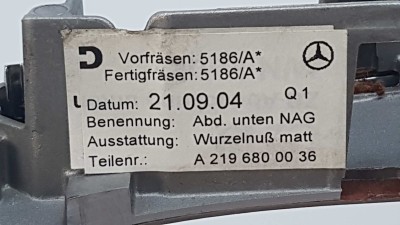 Vorfräsen: 5186/A*
Fertigfräsen: 5186/A*
Datum: 21.09.04 Q 1
Benennung: Abd. unten NAG
Ausstattung: Wurzelnuß matt
Teilenr.: A 219 680 00 36